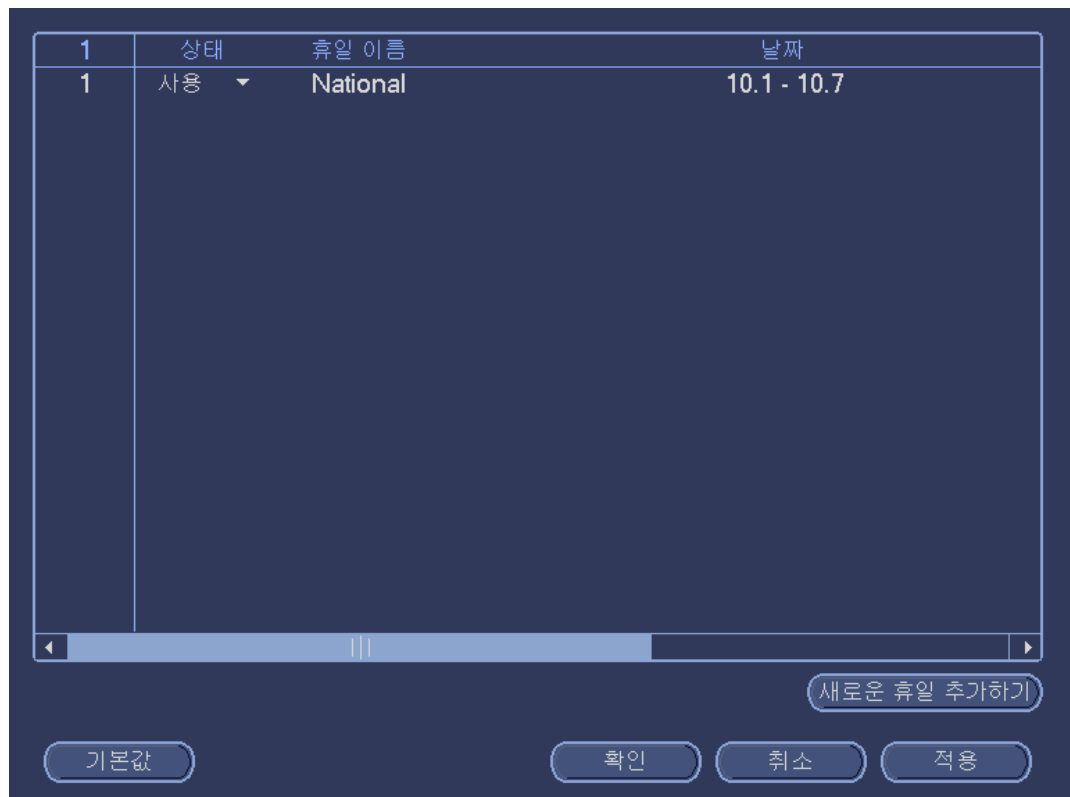 1 상태 휴일 이름 날짜
1 사용 National 10.1 - 10.7
새로운 휴일 추가하기
기본값 확인 취소 적용